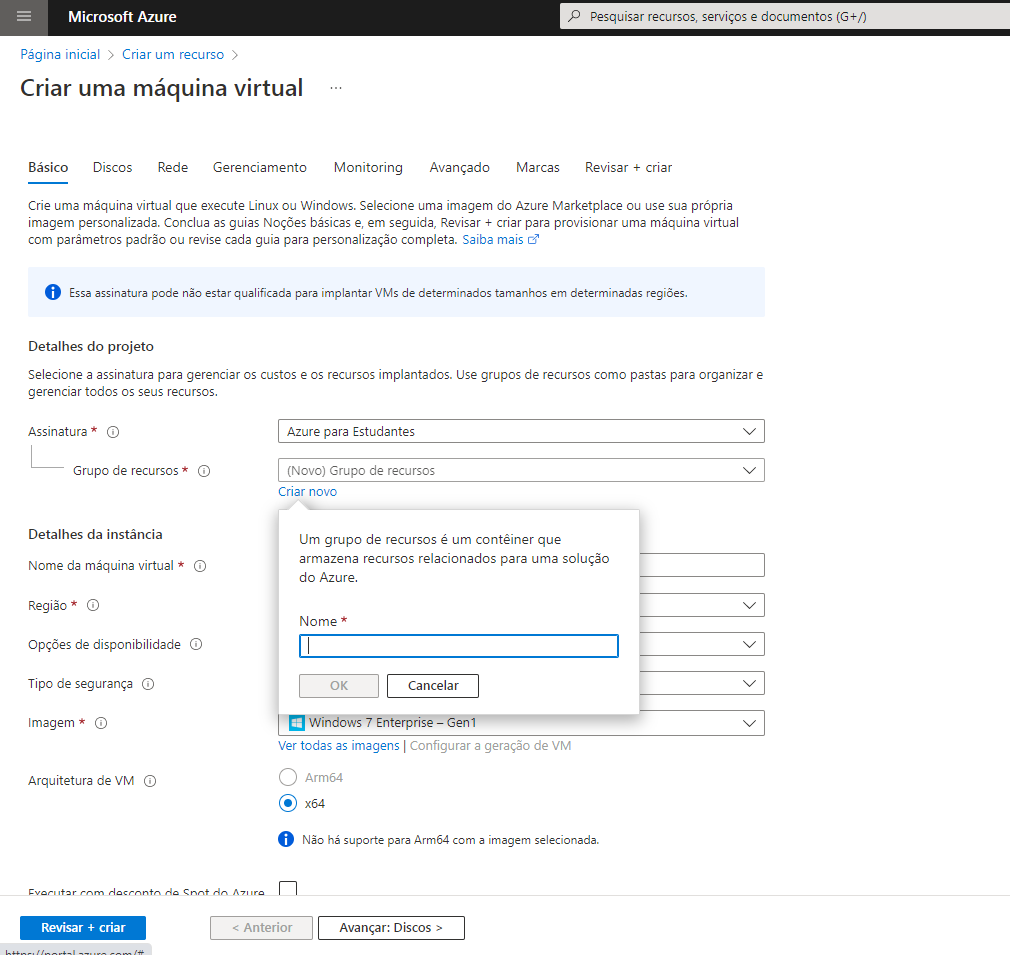 Microsoft Azure
Pesquisar recursos, serviços e documentos (G+/)
Página inicial > Criar um recurso >
Criar uma máquina virtual ...
Básico Discos Rede Gerenciamento Monitoring Avançado Marcas Revisar + criar
Crie uma máquina virtual que execute Linux ou Windows. Selecione uma imagem do Azure Marketplace ou use sua própria
imagem personalizada. Conclua as guias Noções básicas e, em seguida, Revisar + criar para provisionar uma máquina virtual
com parâmetros padrão ou revise cada guia para personalização completa. Saiba mais
Essa assinatura pode não estar qualificada para implantar VMs de determinados tamanhos em determinadas regiões.
Detalhes do projeto
Selecione a assinatura para gerenciar os custos e os recursos implantados. Use grupos de recursos como pastas para organizar e
gerenciar todos os seus recursos.
Assinatura *
Azure para Estudantes
Grupo de recursos *
(Novo) Grupo de recursos
Criar novo
Um grupo de recursos é um contêiner que
armazena recursos relacionados para uma solução
do Azure.
Nome *
OK Cancelar
Detalhes da instância
Nome da máquina virtual *
Região *
Opções de disponibilidade
Tipo de segurança
Imagem *
Windows 7 Enterprise – Gen1
Ver todas as imagens | Configurar a geração de VM
Arquitetura de VM
Arm64
x64
Não há suporte para Arm64 com a imagem selecionada.
Executar com desconto de Spot do Azure
Revisar + criar < Anterior Avançar: Discos >
https://portal.azure.com/#